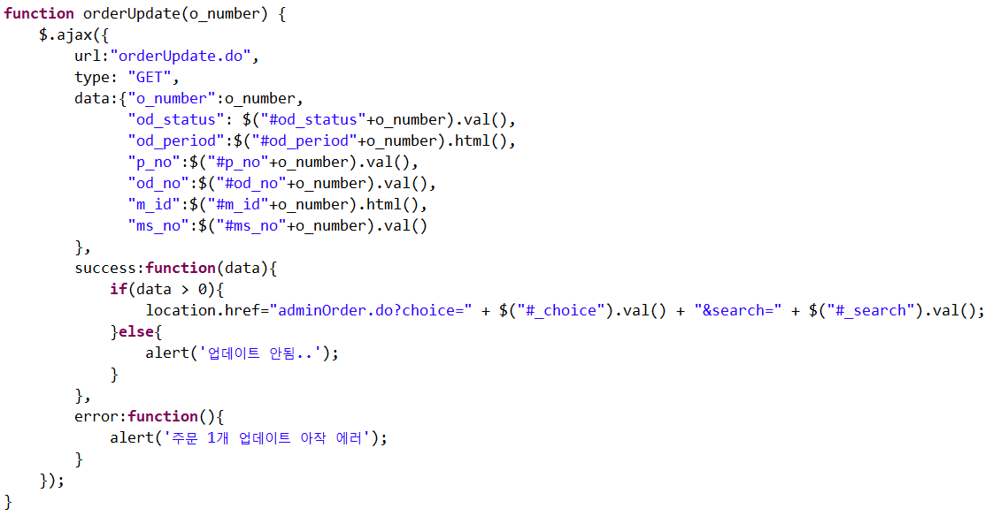 function orderUpdate(o_number) {
    $.ajax({
        url:"orderUpdate.do",
        type: "GET",
        data:{"o_number":o_number,
              "od_status": $("#od_status"+o_number).val(),
              "od_period":$("#od_period"+o_number).html(),
              "p_no":$("#p_no"+o_number).val(),
              "od_no":$("#od_no"+o_number).val(),
              "m_id":$("#m_id"+o_number).html(),
              "ms_no":$("#ms_no"+o_number).val()
        },
        success:function(data){
            if(data > 0){
                location.href="adminOrder.do?choice=" + $("#_choice").val() + "&search=" + $("#_search").val();
            }else{
                alert('업데이트 안됨..');
            }
        },
        error:function(){
            alert('주문 1개 업데이트 아작 에러');
        }
    });
}